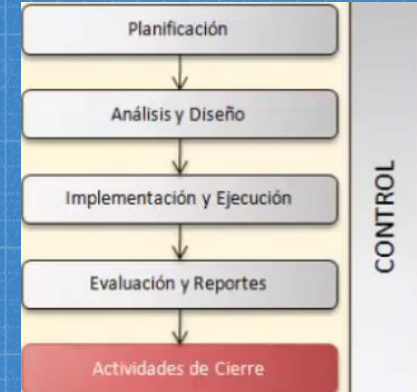 Planificación
Análisis y Diseño
Implementación y Ejecución
Evaluación y Reportes
Actividades de Cierre
CONTROL